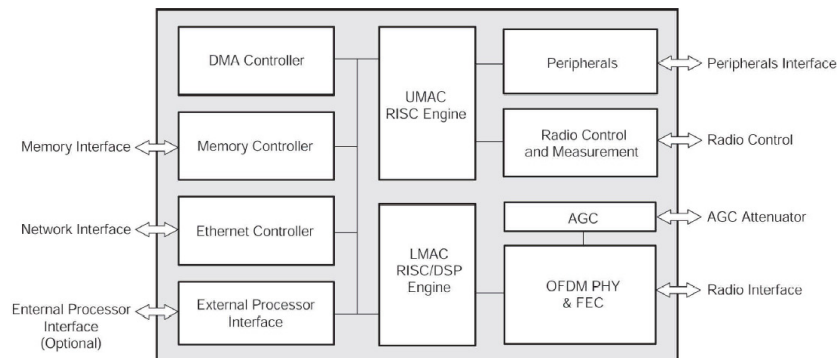 DMA Controller
UMAC
RISC Engine
Peripherals
Peripherals Interface
Memory Interface
Memory Controller
Radio Control
and Measurement
Radio Control
Network Interface
Ethernet Controller
LMAC
RISC/DSP
Engine
AGC
AGC Attenuator
Enternal Processor
Interface
(Optional)
External Processor
Interface
OFDM PHY
& FEC
Radio Interface